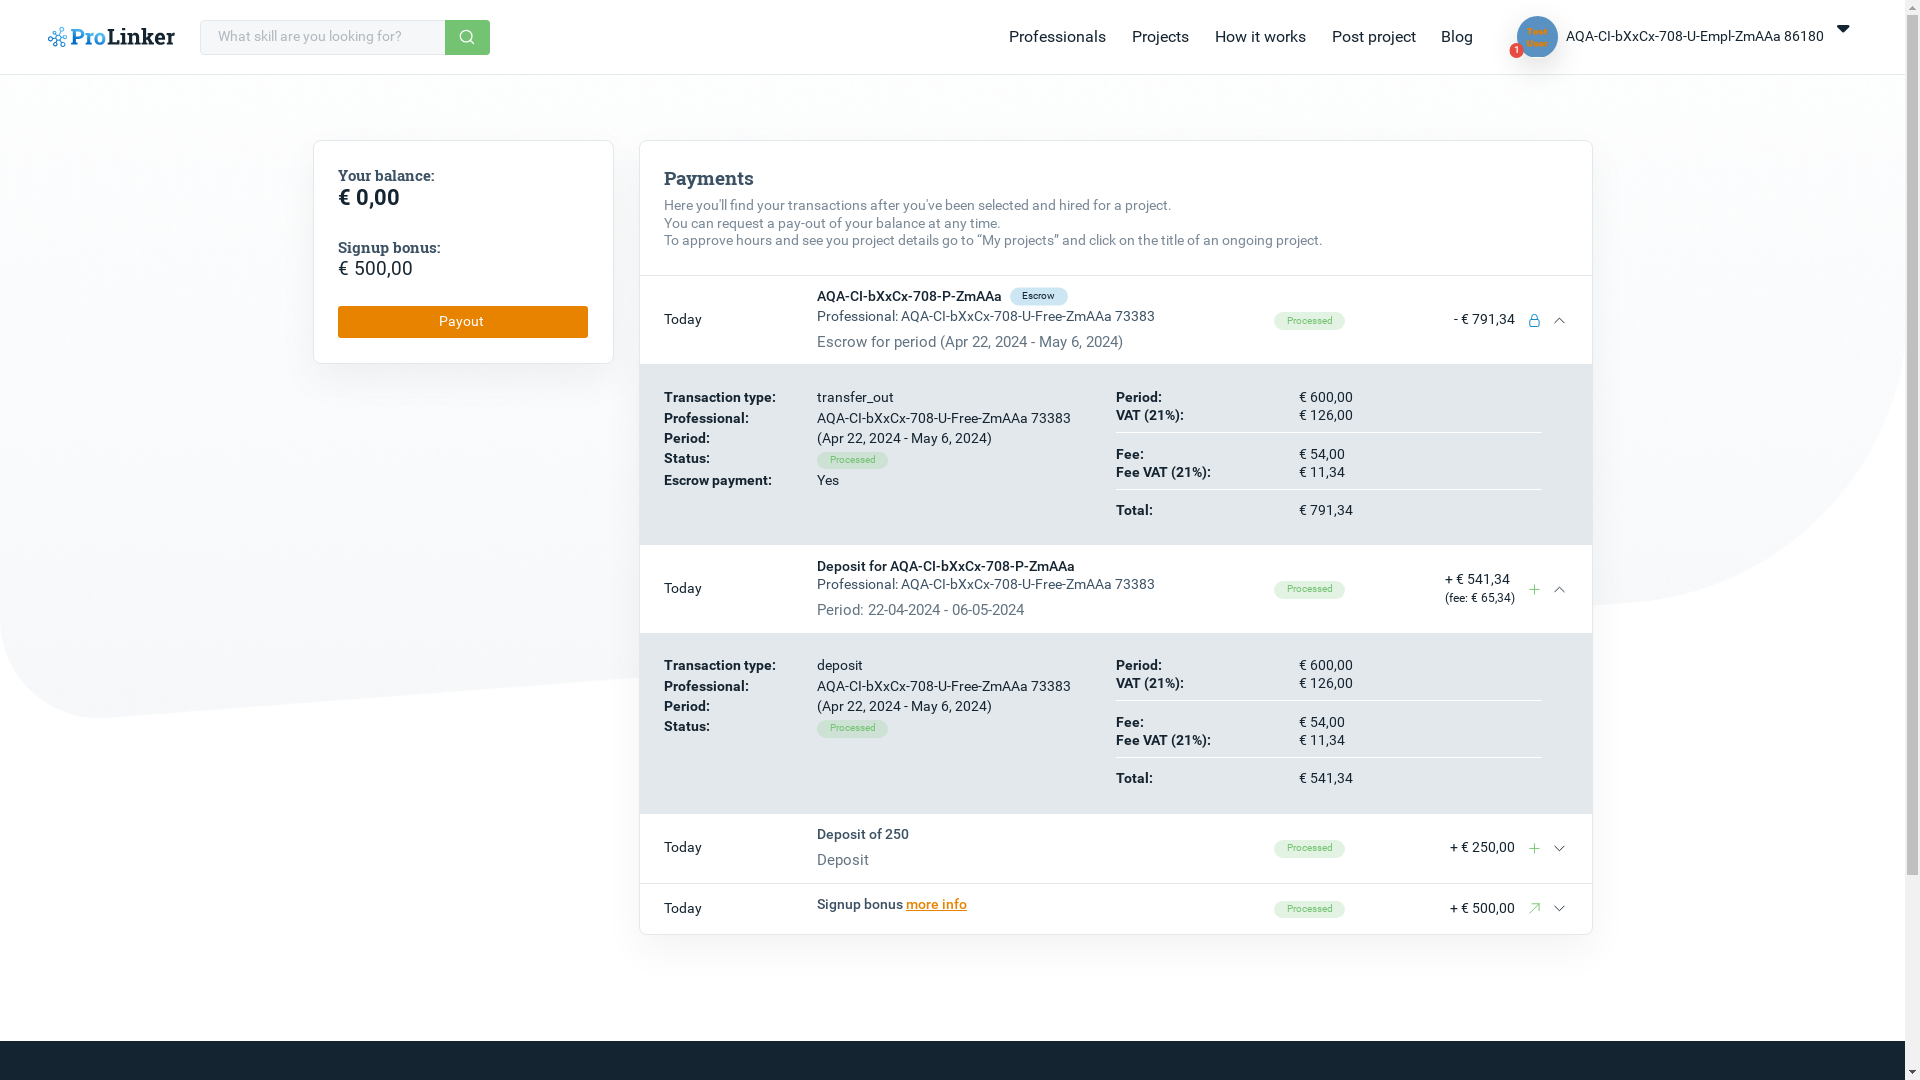 ProLinker
What skill are you looking for?
Professionals
Projects
How it works
Post project
Blog
Test User
1
AQA-CI-bXxCx-708-U-Empl-ZmAAa 86180
Your balance:
€ 0,00
Signup bonus:
€ 500,00
Payout
Payments
Here you'll find your transactions after you've been selected and hired for a project.
You can request a pay-out of your balance at any time.
To approve hours and see you project details go to “My projects” and click on the title of an ongoing project.
Today
AQA-CI-bXxCx-708-P-ZmAAa Escrow
Professional: AQA-CI-bXxCx-708-U-Free-ZmAAa 73383
Escrow for period (Apr 22, 2024 - May 6, 2024)
Processed
- € 791,34
Transaction type: transfer_out
Professional: AQA-CI-bXxCx-708-U-Free-ZmAAa 73383
Period: (Apr 22, 2024 - May 6, 2024)
Status: Processed
Escrow payment: Yes
Period: € 600,00
VAT (21%): € 126,00
Fee: € 54,00
Fee VAT (21%): € 11,34
Total: € 791,34
Today
Deposit for AQA-CI-bXxCx-708-P-ZmAAa
Professional: AQA-CI-bXxCx-708-U-Free-ZmAAa 73383
Period: 22-04-2024 - 06-05-2024
Processed
+ € 541,34
(fee: € 65,34)
Transaction type: deposit
Professional: AQA-CI-bXxCx-708-U-Free-ZmAAa 73383
Period: (Apr 22, 2024 - May 6, 2024)
Status: Processed
Period: € 600,00
VAT (21%): € 126,00
Fee: € 54,00
Fee VAT (21%): € 11,34
Total: € 541,34
Today
Deposit of 250
Deposit
Processed
+ € 250,00
Today
Signup bonus more info
Processed
+ € 500,00